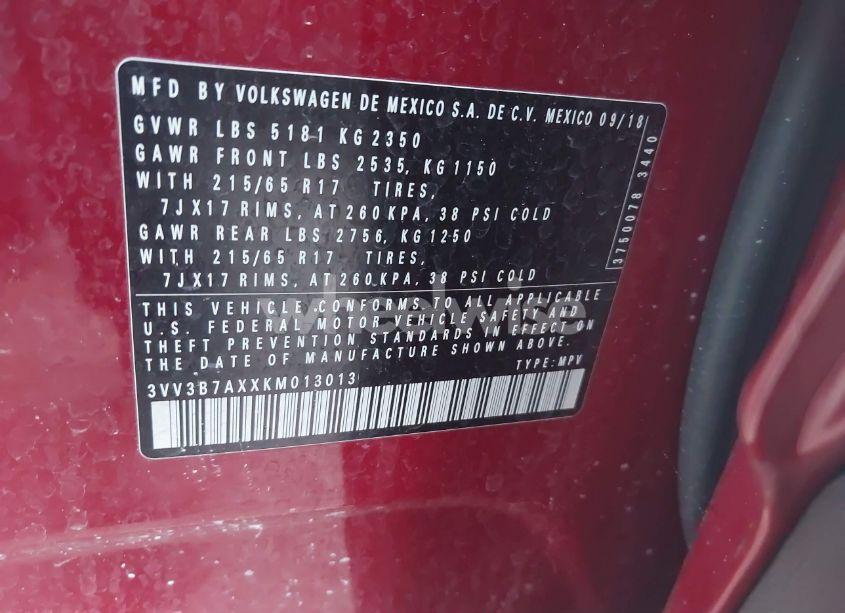 MFD BY VOLKSWAGEN DE MEXICO S.A. DE C.V. MEXICO 09/18
GVWR LBS 5181 KG 2350
GAWR FRONT LBS 2535, KG 1150
WITH 215/65 R17 TIRES,
7JX17 RIMS, AT 260 KPA, 38 PSI COLD
GAWR REAR LBS 2756, KG 1250
WITH 215/65 R17 TIRES,
7JX17 RIMS, AT 260 KPA, 38 PSI COLD
THIS VEHICLE CONFORMS TO ALL APPLICABLE
U.S. FEDERAL MOTOR VEHICLE SAFETY AND
THEFT PREVENTION STANDARDS IN EFFECT ON
THE DATE OF MANUFACTURE SHOWN ABOVE.
TYPE: MPV
3VV3B7AXXKM013013
3750078 3440
wheelwise